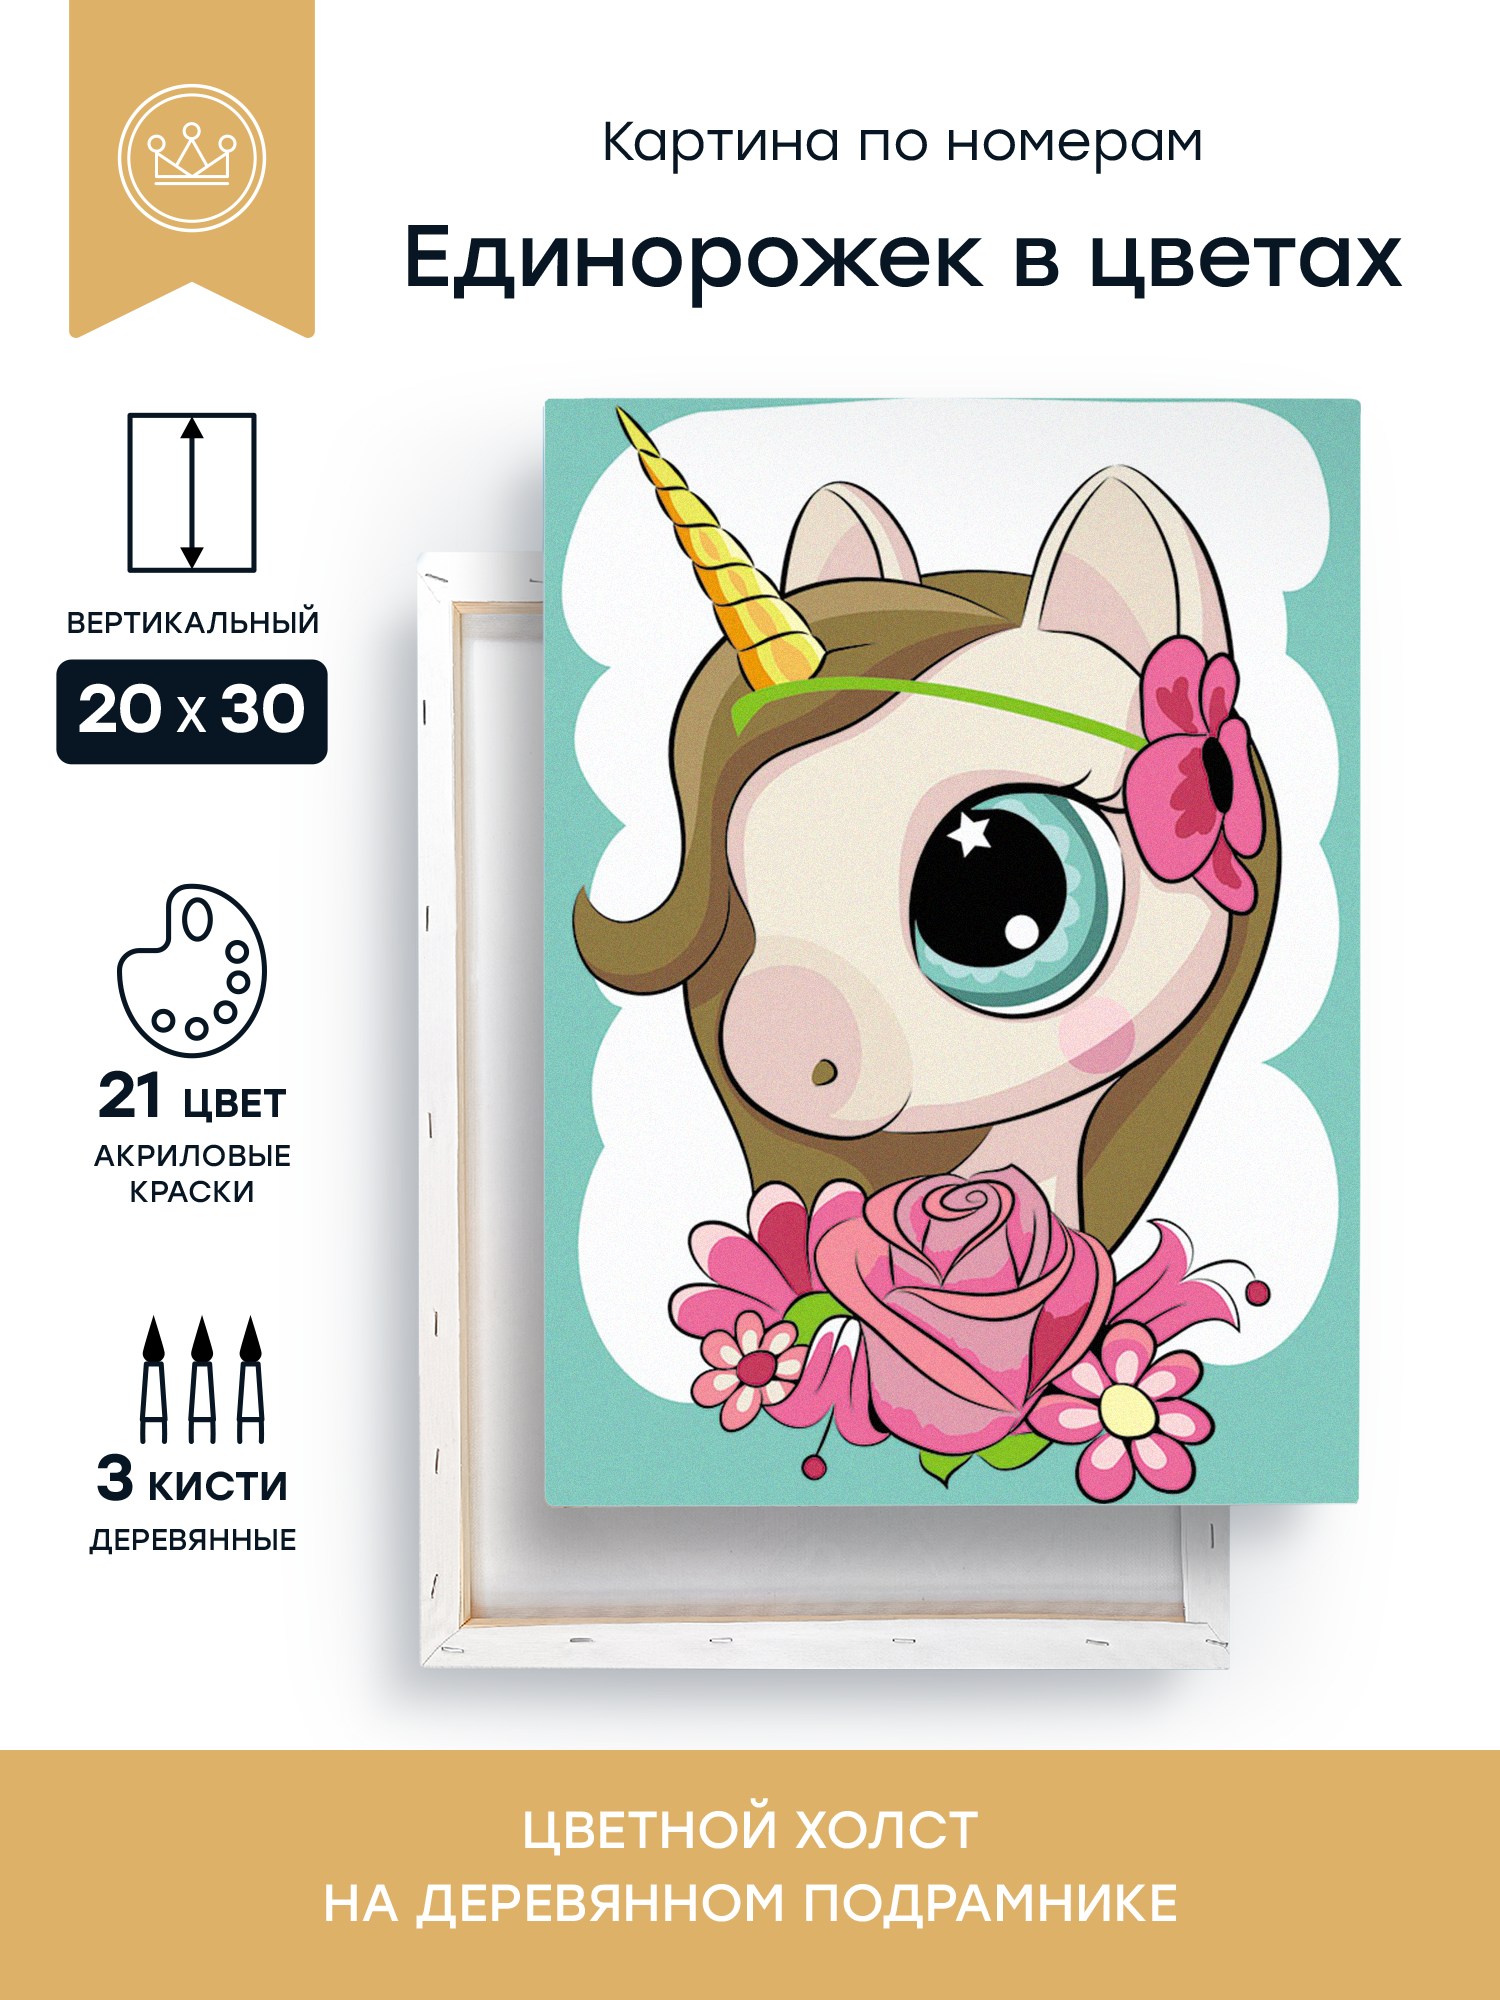 Картина по номерам
Единорожек в цветах
ВЕРТИКАЛЬНЫЙ
20 х 30
21 ЦВЕТ
АКРИЛОВЫЕ
КРАСКИ
3 КИСТИ
ДЕРЕВЯННЫЕ
ЦВЕТНОЙ ХОЛСТ
НА ДЕРЕВЯННОМ ПОДРАМНИКЕ